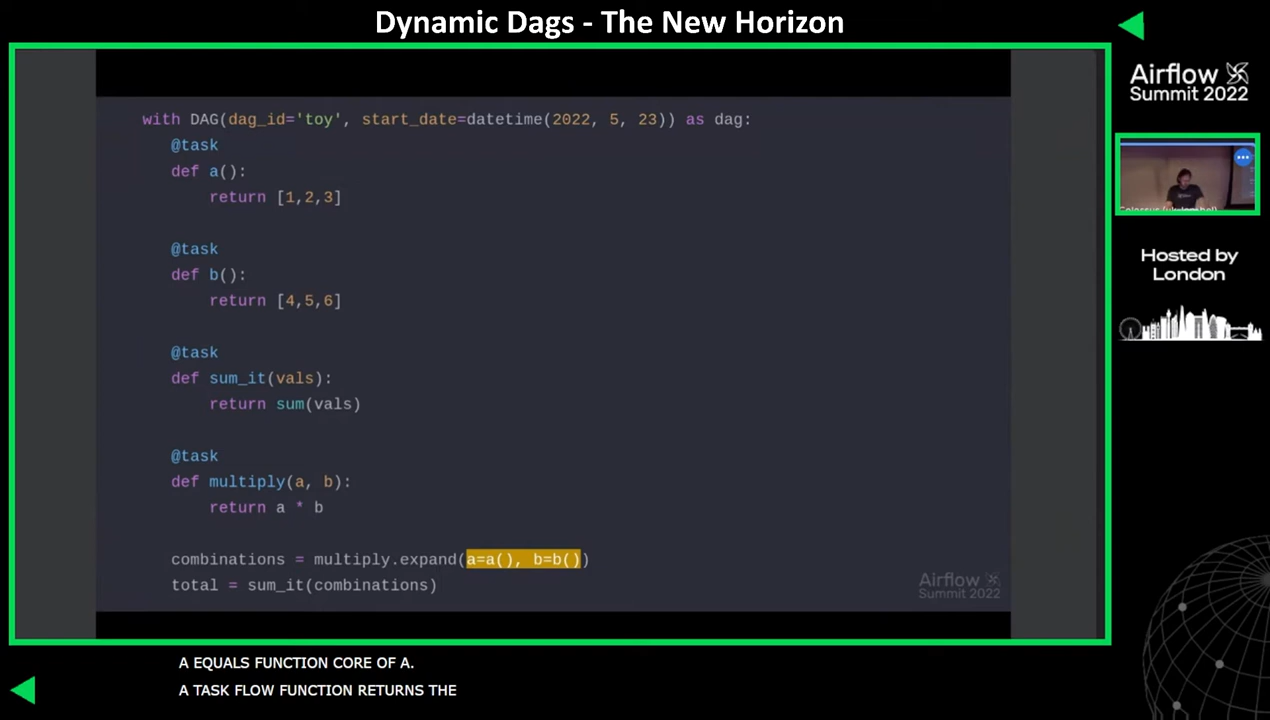 Dynamic Dags - The New Horizon
with DAG(dag_id='toy', start_date=datetime(2022, 5, 23)) as dag:
@task
def a():
return [1,2,3]
@task
def b():
return [4,5,6]
@task
def sum_it(vals):
return sum(vals)
@task
def multiply(a, b):
return a * b
combinations = multiply.expand(a=a(), b=b())
total = sum_it(combinations)
Airflow
Summit 2022
A EQUALS FUNCTION CORE OF A.
A TASK FLOW FUNCTION RETURNS THE
Airflow
Summit 2022
Hosted by
London